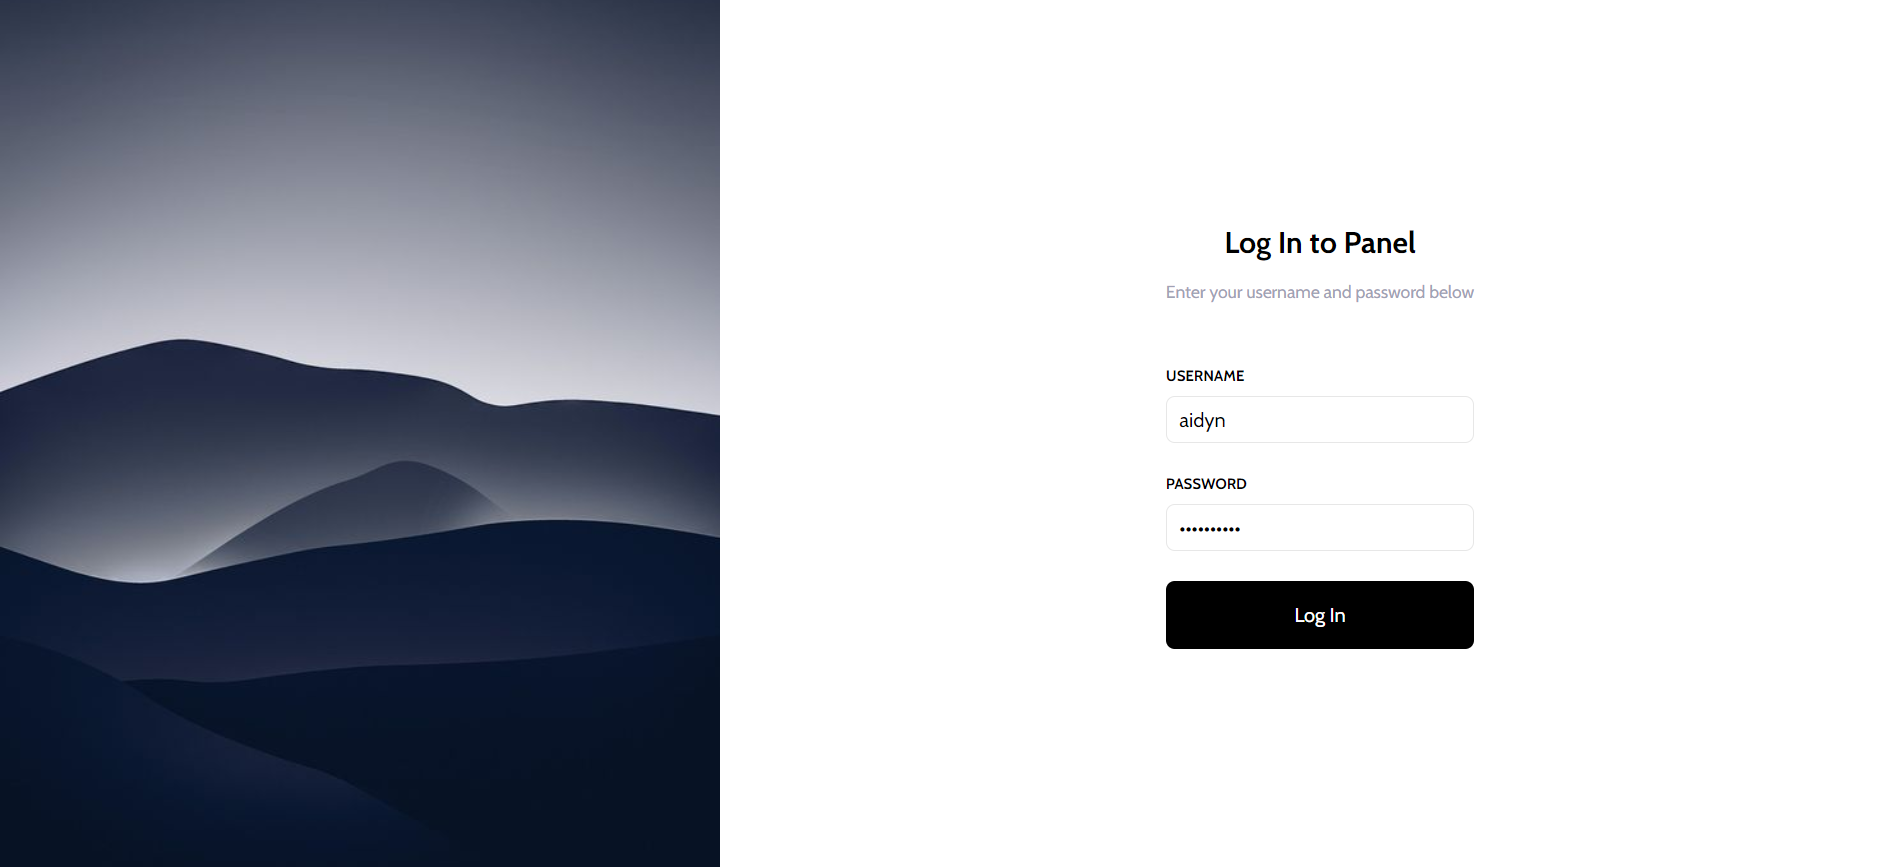 Log In to Panel
Enter your username and password below
USERNAME
aidyn
PASSWORD
••••••••••
Log In